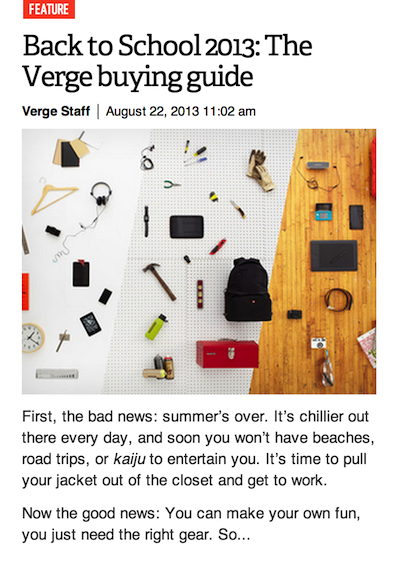 FEATURE
Back to School 2013: The
Verge buying guide
Verge Staff | August 22, 2013 11:02 am
First, the bad news: summer's over. It's chillier out
there every day, and soon you won't have beaches,
road trips, or kaiju to entertain you. It's time to pull
your jacket out of the closet and get to work.
Now the good news: You can make your own fun,
you just need the right gear. So...